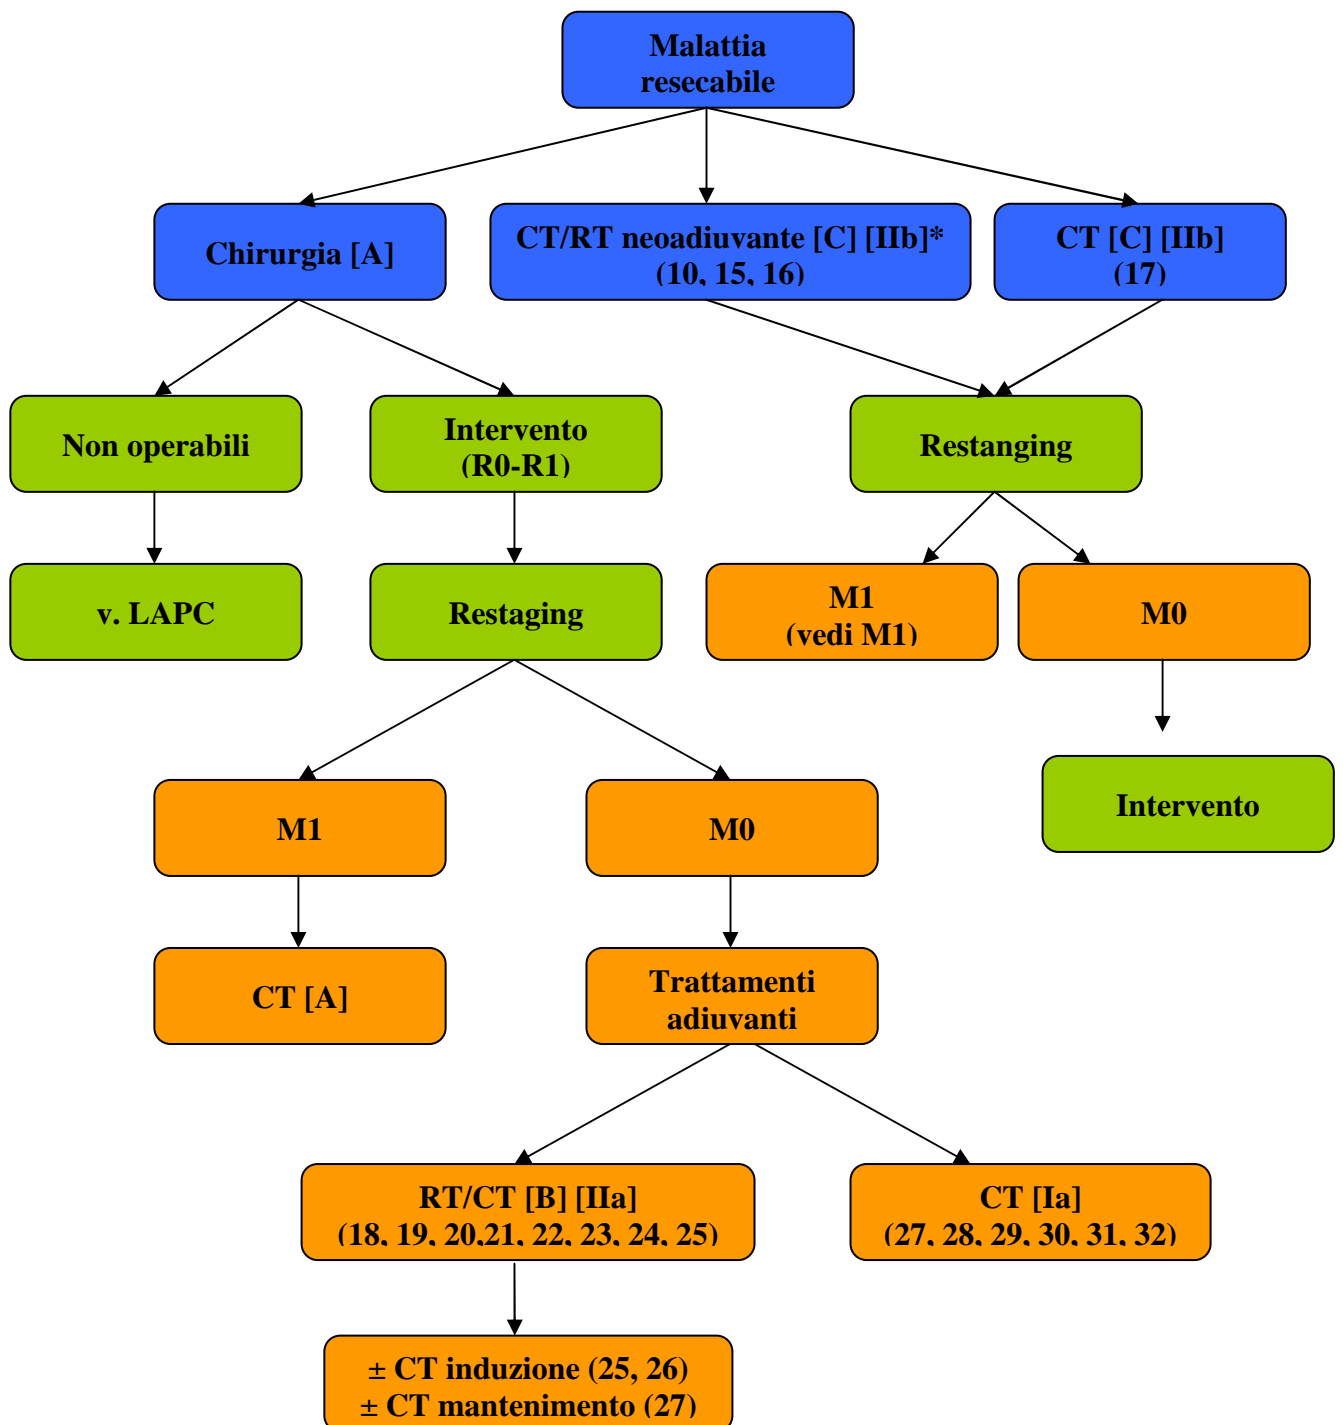 Malattia
resecabile
Chirurgia [A]
CT/RT neoadiuvante [C] [IIb]*
(10, 15, 16)
CT [C] [IIb]
(17)
Non operabili
Intervento
(R0-R1)
Restanging
v. LAPC
Restaging
M1
(vedi M1)
M0
Intervento
M1
M0
CT [A]
Trattamenti
adiuvanti
RT/CT [B] [IIa]
(18, 19, 20,21, 22, 23, 24, 25)
CT [Ia]
(27, 28, 29, 30, 31, 32)
± CT induzione (25, 26)
± CT mantenimento (27)